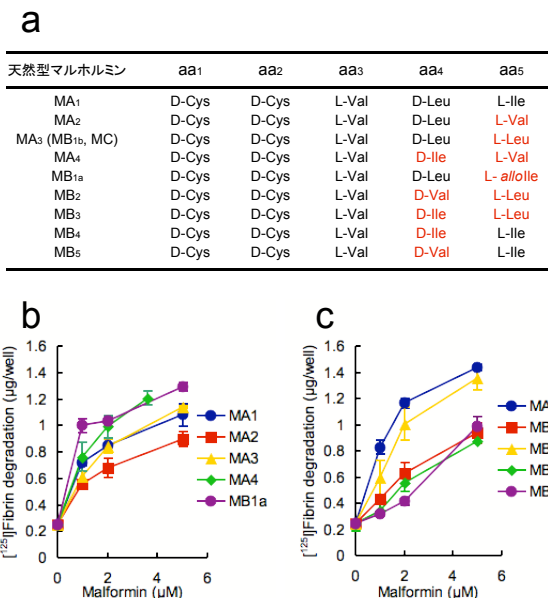 a
天然型マルホルミン aa1 aa2 aa3 aa4 aa5
MA1 D-Cys D-Cys L-Val D-Leu L-Ile
MA2 D-Cys D-Cys L-Val D-Leu L-Val
MA3 (MB1b, MC) D-Cys D-Cys L-Val D-Leu L-Leu
MA4 D-Cys D-Cys L-Val D-Ile L-Val
MB1a D-Cys D-Cys L-Val D-Leu L- alloIle
MB2 D-Cys D-Cys L-Val D-Val L-Leu
MB3 D-Cys D-Cys L-Val D-Ile L-Leu
MB4 D-Cys D-Cys L-Val D-Ile L-Ile
MB5 D-Cys D-Cys L-Val D-Val L-Ile
b
[125I]Fibrin degradation (µg/well)
1.6
1.4
1.2
1
0.8
0.6
0.4
0.2
0
0 2 4 6
Malformin (µM)
MA1
MA2
MA3
MA4
MB1a
c
[125I]Fibrin degradation (µg/well)
1.6
1.4
1.2
1
0.8
0.6
0.4
0.2
0
0 2 4 6
Malformin (µM)
MA
MB
MB
MB
MB